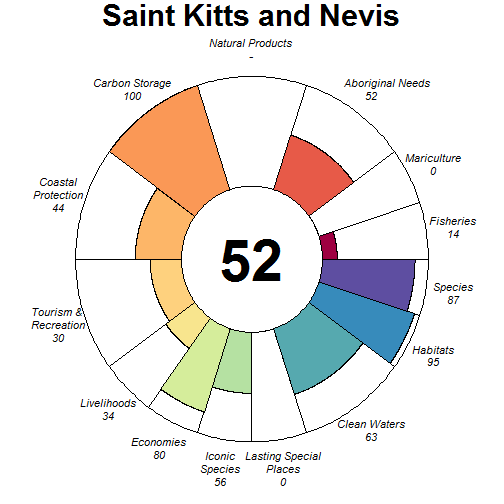 Saint Kitts and Nevis
Natural Products
-
Carbon Storage
100
Aboriginal Needs
52
Mariculture
0
Coastal
Protection
44
Fisheries
14
52
Species
87
Tourism &
Recreation
30
Habitats
95
Livelihoods
34
Clean Waters
63
Economies
80
Iconic
Species
56
Lasting Special
Places
0